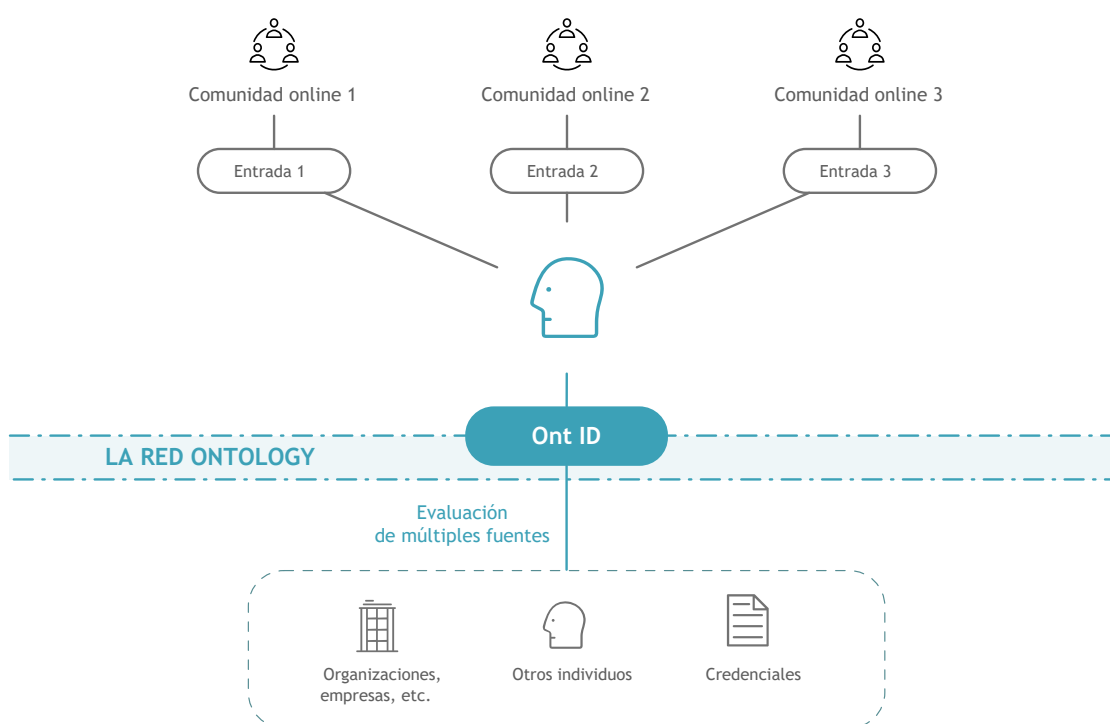 Comunidad online 1
Comunidad online 2
Comunidad online 3
Entrada 1
Entrada 2
Entrada 3
Ont ID
LA RED ONTOLOGY
Evaluación
de múltiples fuentes
Organizaciones,
empresas, etc.
Otros individuos
Credenciales